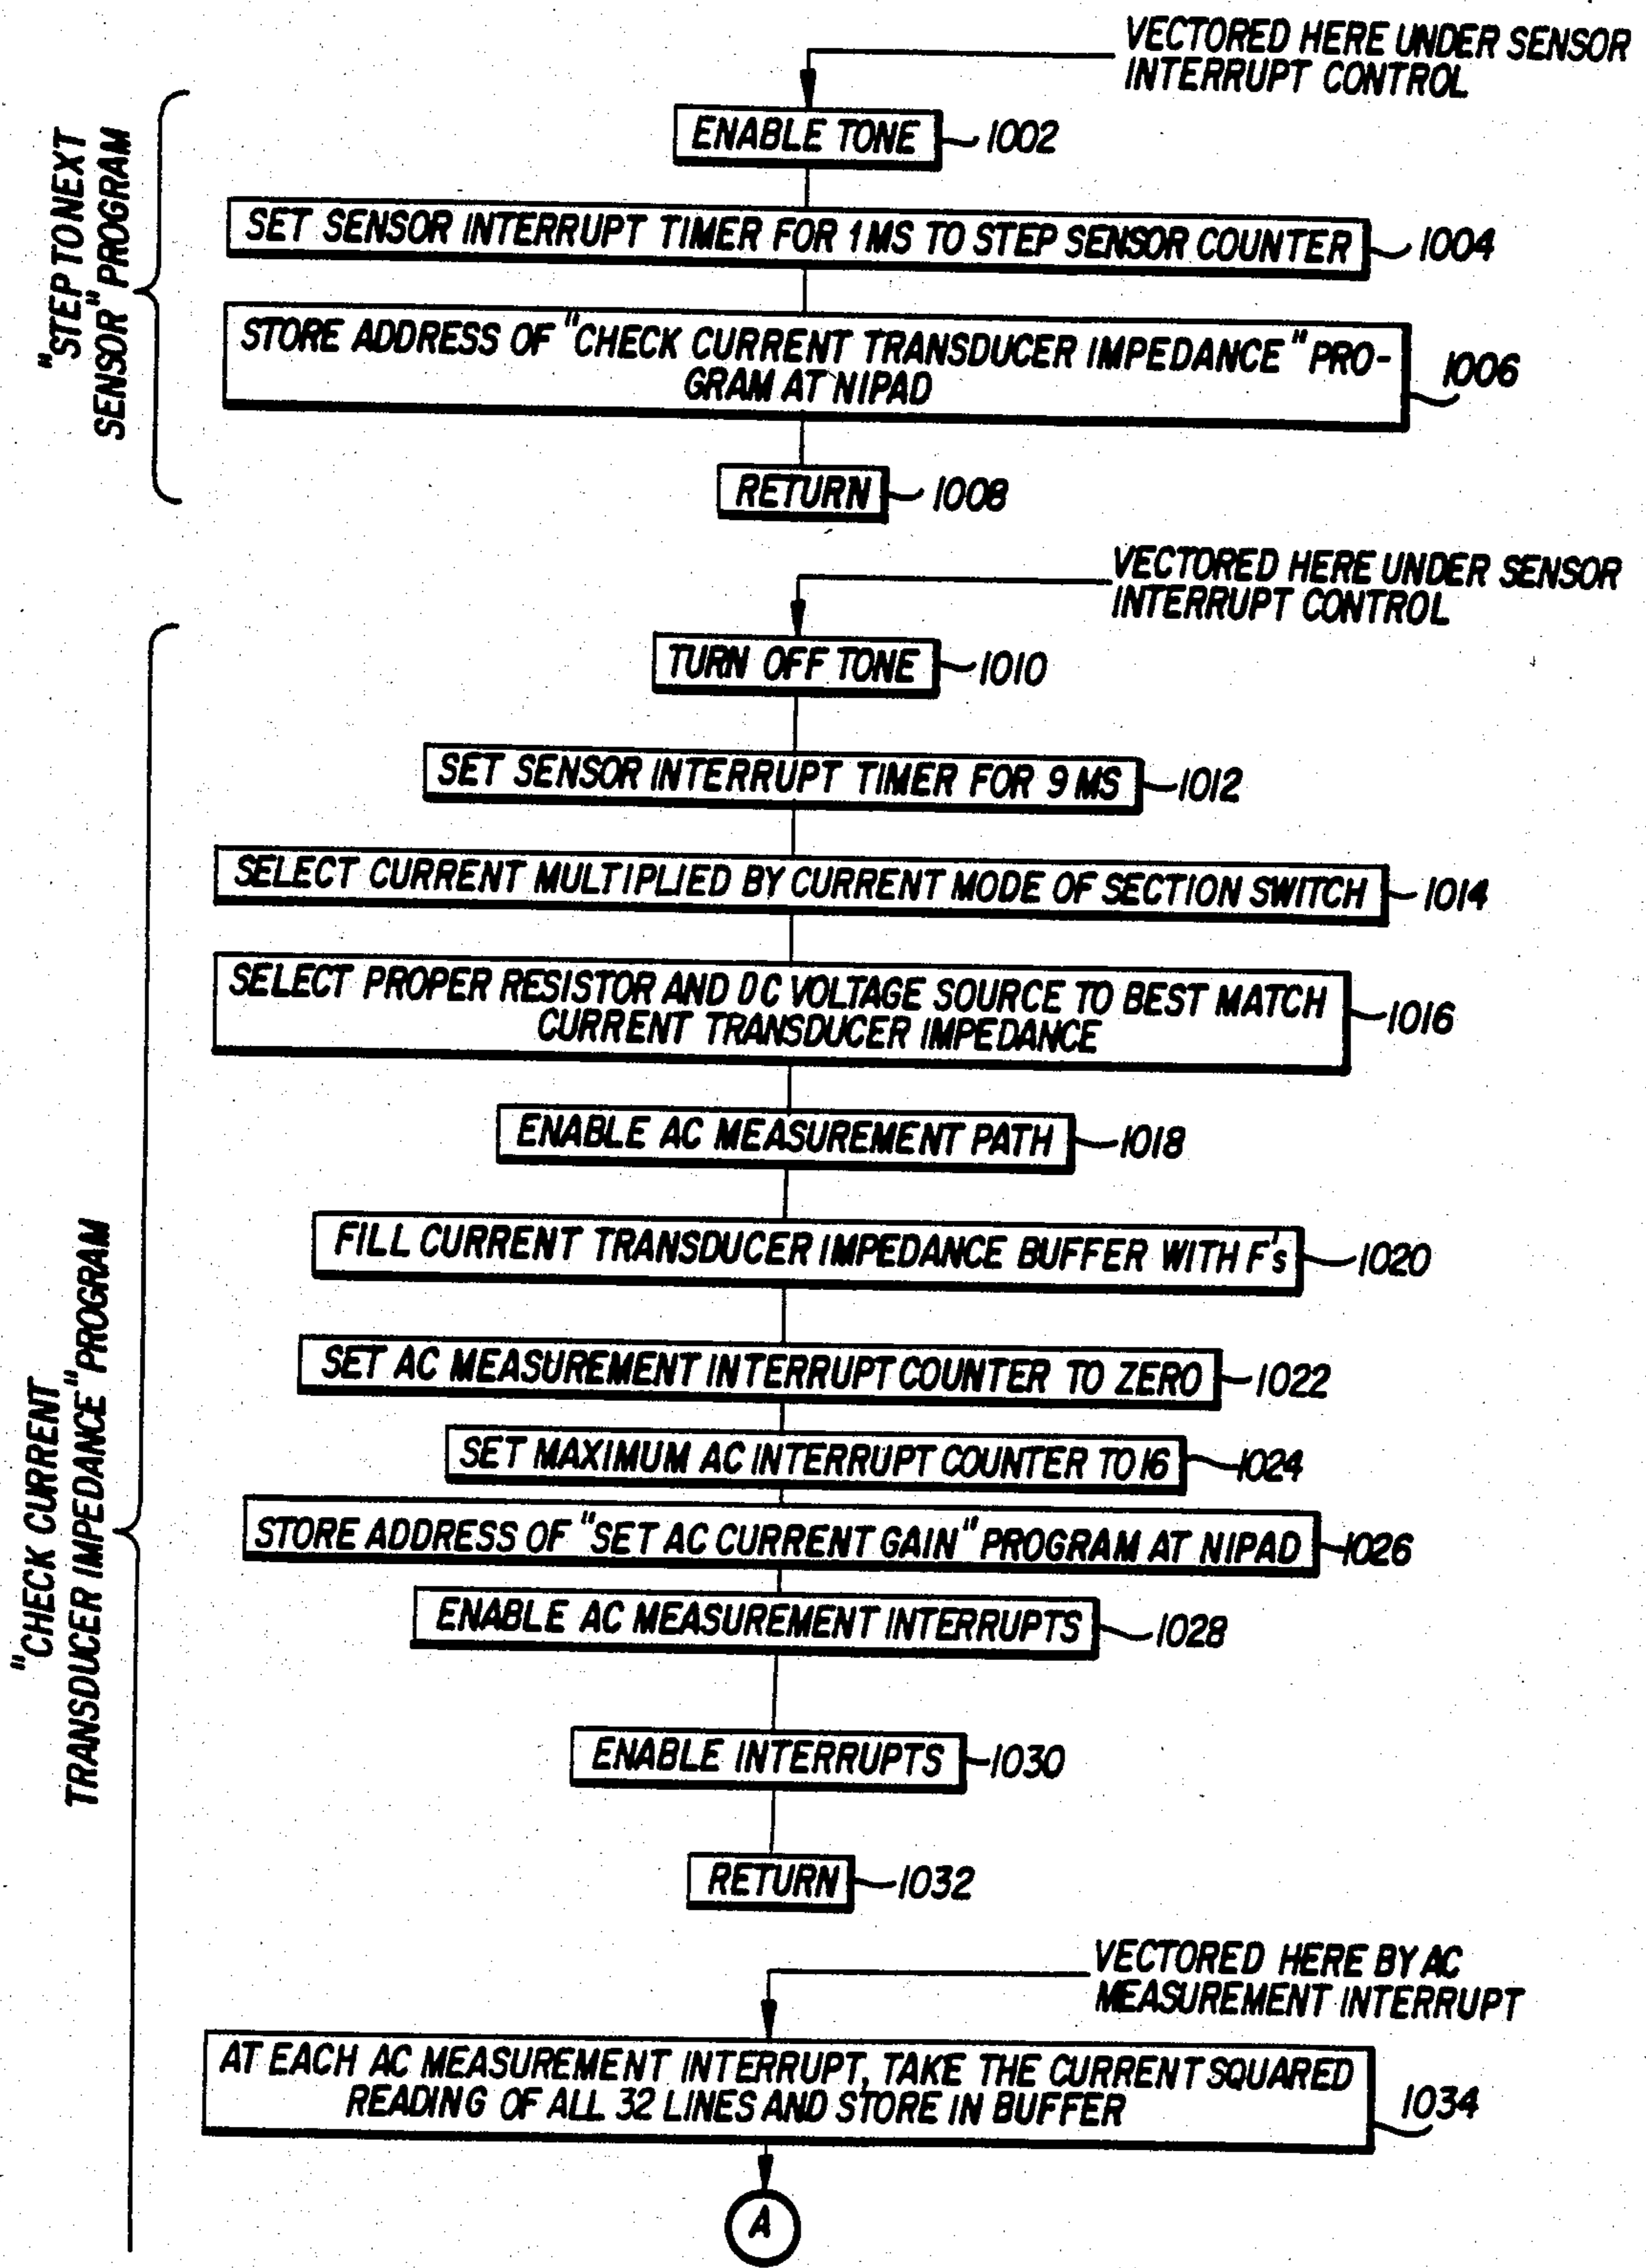 VECTORED HERE UNDER SENSOR
INTERRUPT CONTROL
ENABLE TONE 1002
SET SENSOR INTERRUPT TIMER FOR 1 MS TO STEP SENSOR COUNTER 1004
STORE ADDRESS OF "CHECK CURRENT TRANSDUCER IMPEDANCE" PRO-
GRAM AT NIPAD
1006
RETURN 1008
"STEP TO NEXT
SENSOR" PROGRAM
VECTORED HERE UNDER SENSOR
INTERRUPT CONTROL
TURN OFF TONE 1010
SET SENSOR INTERRUPT TIMER FOR 9 MS 1012
SELECT CURRENT MULTIPLIED BY CURRENT MODE OF SECTION SWITCH 1014
SELECT PROPER RESISTOR AND DC VOLTAGE SOURCE TO BEST MATCH
CURRENT TRANSDUCER IMPEDANCE
1016
ENABLE AC MEASUREMENT PATH 1018
FILL CURRENT TRANSDUCER IMPEDANCE BUFFER WITH F's 1020
SET AC MEASUREMENT INTERRUPT COUNTER TO ZERO 1022
SET MAXIMUM AC INTERRUPT COUNTER TO 16 1024
STORE ADDRESS OF "SET AC CURRENT GAIN" PROGRAM AT NIPAD 1026
ENABLE AC MEASUREMENT INTERRUPTS 1028
ENABLE INTERRUPTS 1030
RETURN 1032
"CHECK CURRENT
TRANSDUCER IMPEDANCE" PROGRAM
VECTORED HERE BY AC
MEASUREMENT INTERRUPT
AT EACH AC MEASUREMENT INTERRUPT, TAKE THE CURRENT SQUARED
READING OF ALL 32 LINES AND STORE IN BUFFER
1034
A